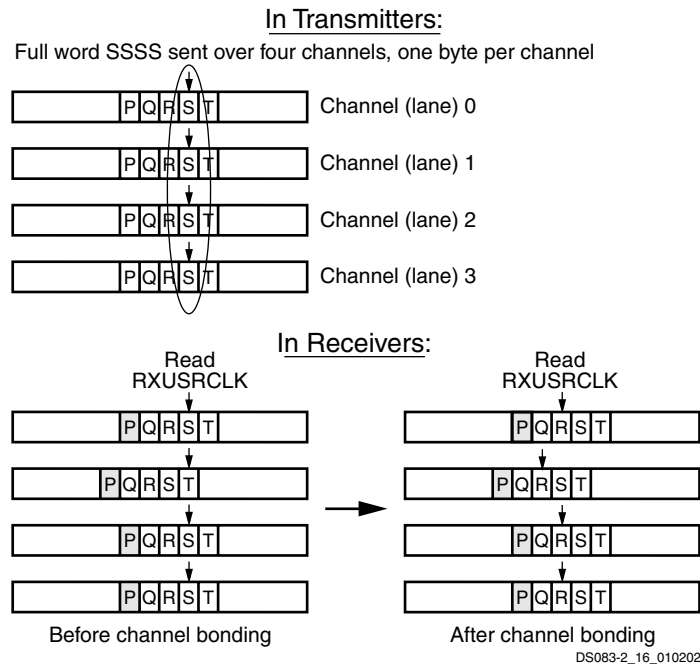 In Transmitters:
Full word SSSS sent over four channels, one byte per channel
P Q R S T Channel (lane) 0
P Q R S T Channel (lane) 1
P Q R S T Channel (lane) 2
P Q R S T Channel (lane) 3
In Receivers:
Read
RXUSRCLK
Read
RXUSRCLK
P Q R S T
P Q R S T
P Q R S T
P Q R S T
P Q R S T
P Q R S T
P Q R S T
P Q R S T
Before channel bonding
After channel bonding
DS083-2_16_010202